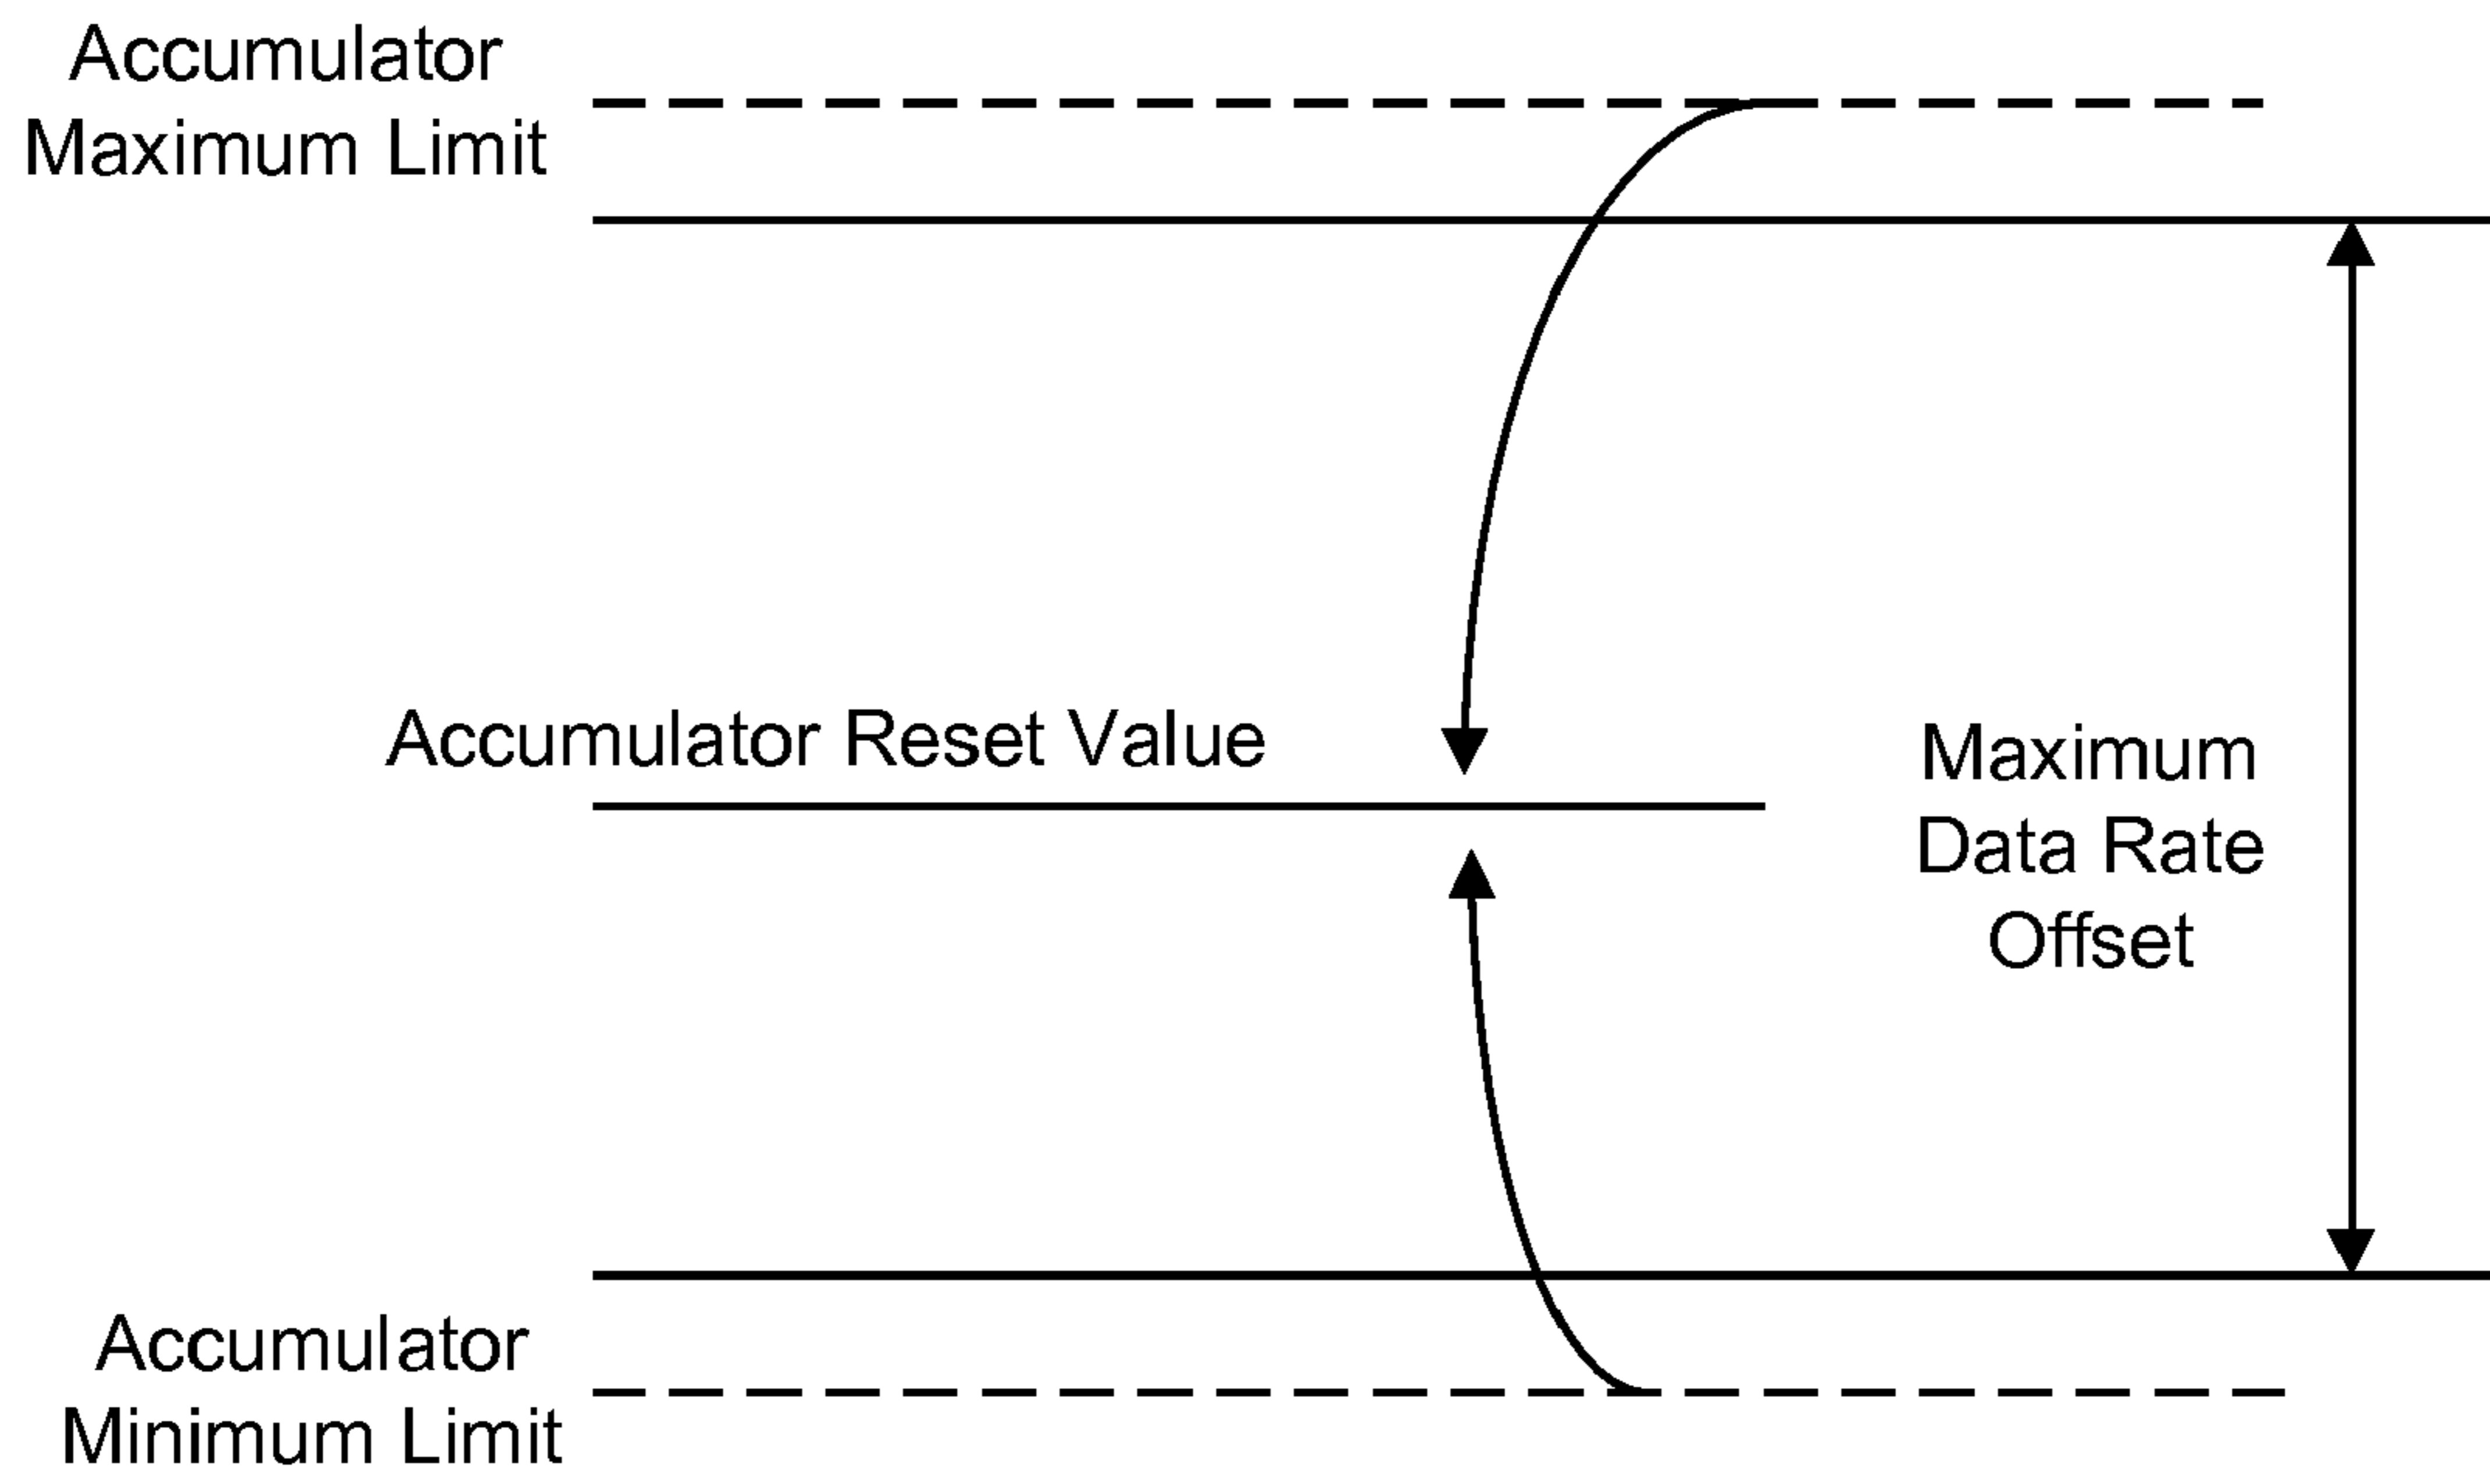 Accumulator
Maximum Limit
Accumulator Reset Value
Maximum
Data Rate
Offset
Accumulator
Minimum Limit